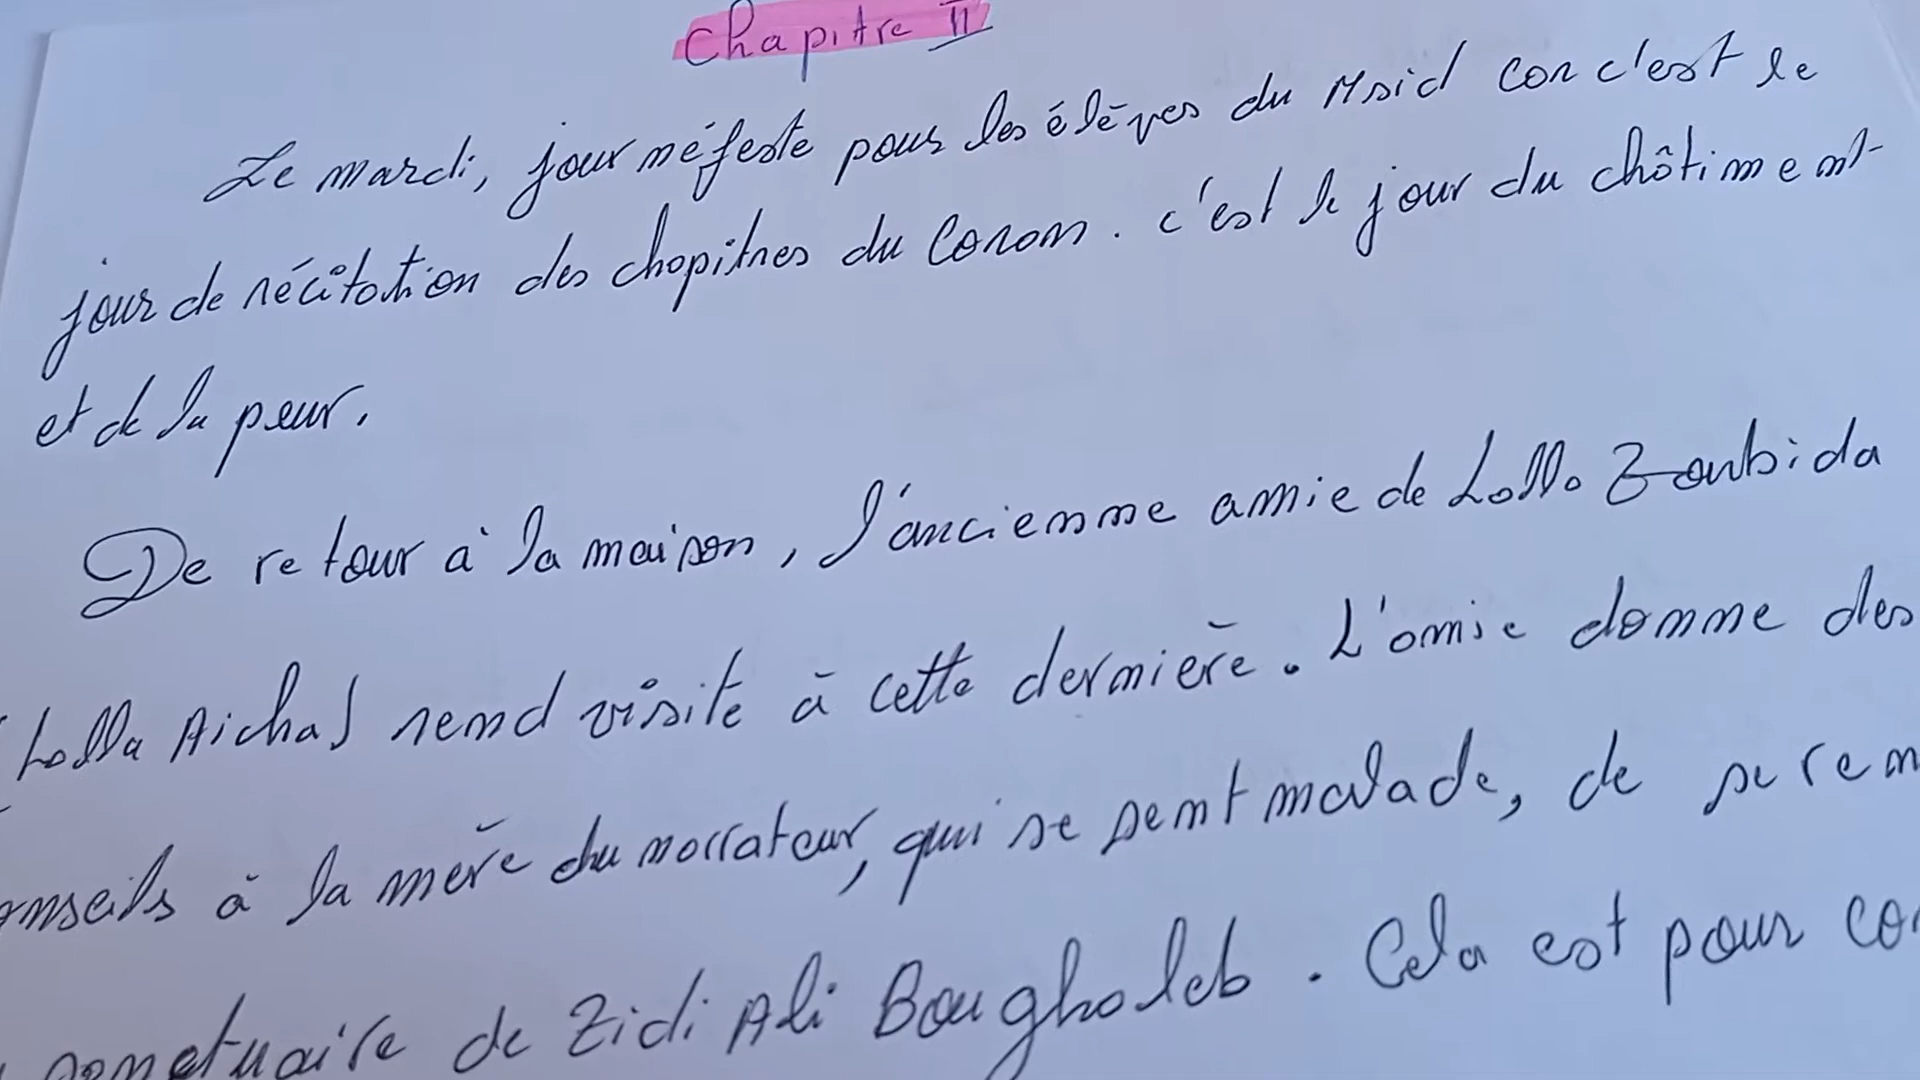 Chapitre II
Le mardi, jour néfeste pour les élèves du Msid car c'est le
jour de récitation des chapitres du Coran. c'est le jour du châtiment
et de la peur.
De retour à la maison, l'ancienne amie de Lalla Zoubida
(Lalla Aicha) rend visite à cette dernière. L'amie donne des
conseils à la mère du narrateur, qui se sent malade, de se ren
sanctuaire de Zidi Ali Boughaleb. Cela est pour co